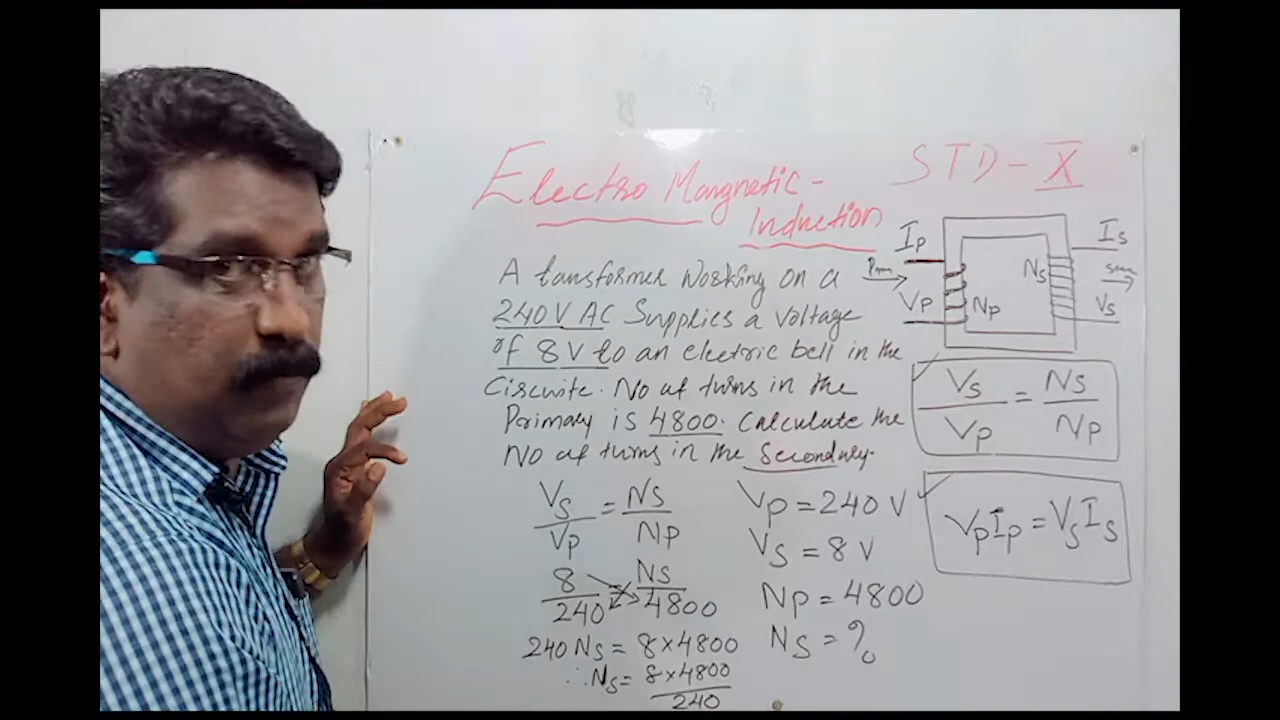 STD - X
Electro Mangnetic -
Induction
A transformer Working on a
240V AC Supplies a Voltage
of 8 V to an electric bell in the
Circuite. No of turns in the
Primary is 4800. Calculate the
No of turns in the Secondary.
Vs/Vp = Ns/Np
8/240 = Ns/4800
240 Ns = 8×4800
∴ Ns = 8×4800/240
Vp = 240 V
Vs = 8 V
Np = 4800
Ns = ?
Ip
Is
Ns
Vp
Np
Vs
Vs/Vp = Ns/Np
VpIp = VsIs